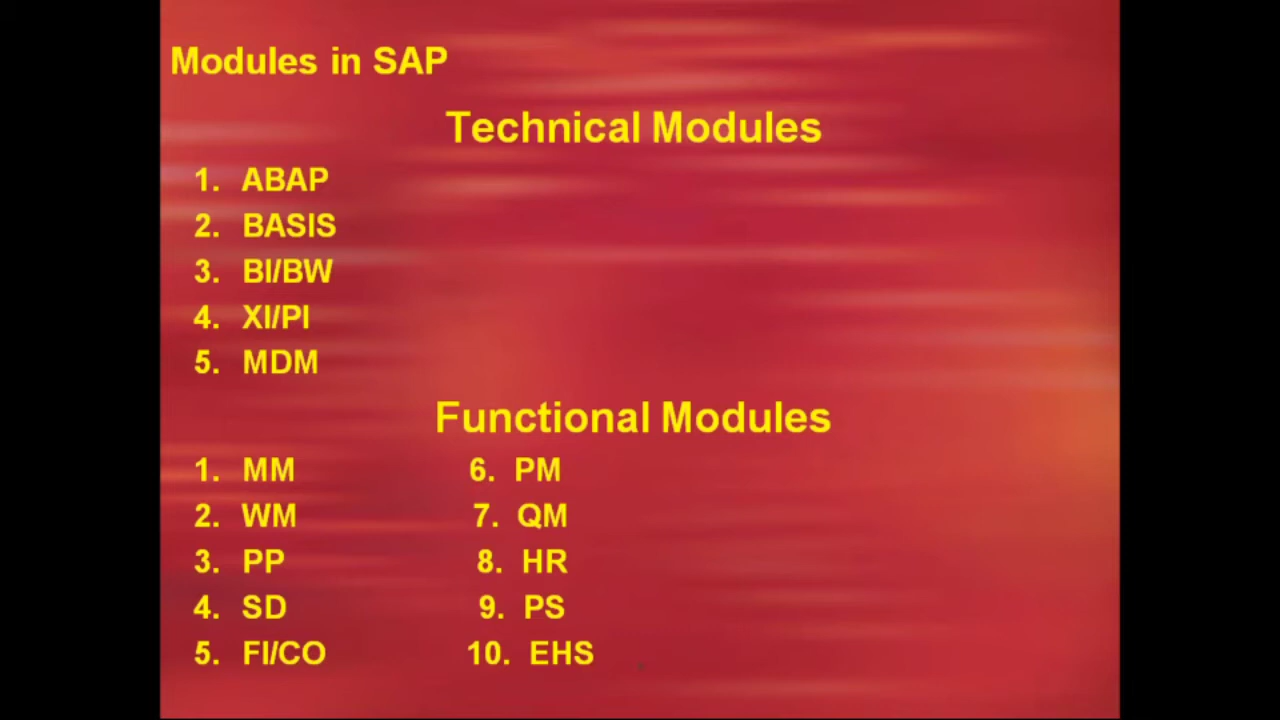 Modules in SAP
Technical Modules
1. ABAP
2. BASIS
3. BI/BW
4. XI/PI
5. MDM
Functional Modules
1. MM 6. PM
2. WM 7. QM
3. PP 8. HR
4. SD 9. PS
5. FI/CO 10. EHS